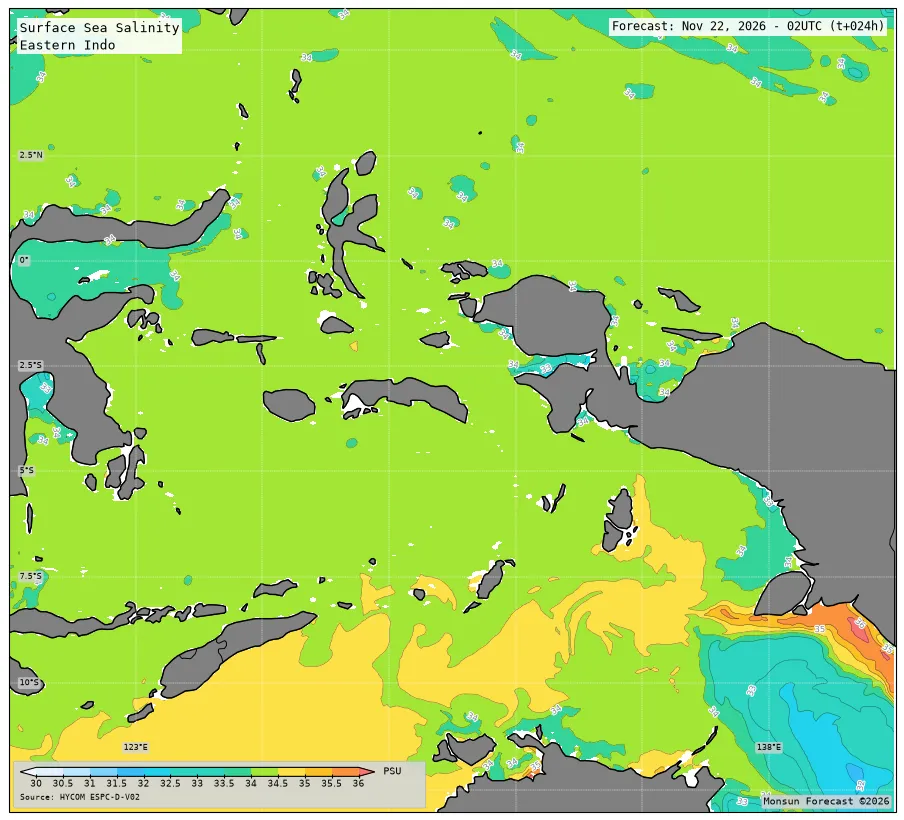 Surface Sea Salinity
Eastern Indo
Forecast: Nov 22, 2026 - 02UTC (t+024h)
2.5°N
0°
2.5°S
5°S
7.5°S
10°S
123°E
138°E
30 30.5 31 31.5 32 32.5 33 33.5 34 34.5 35 35.5 36 PSU
Source: HYCOM ESPC-D-V02
Monsun Forecast ©2026